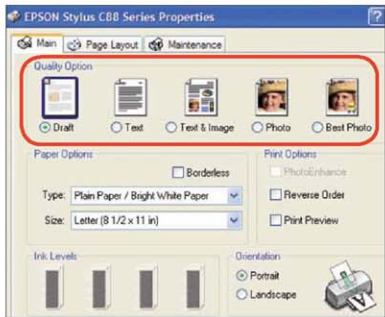 EPSON Stylus C88 Series Properties
Main Page Layout Maintenance
Quality Option
Draft Text Text & Image Photo Best Photo
Paper Options
Borderless
Type: Plain Paper / Bright White Paper
Size: Letter (8 1/2 x 11 in)
Print Options
PhotoEnhance
Reverse Order
Print Preview
Ink Levels
Orientation
Portrait
Landscape